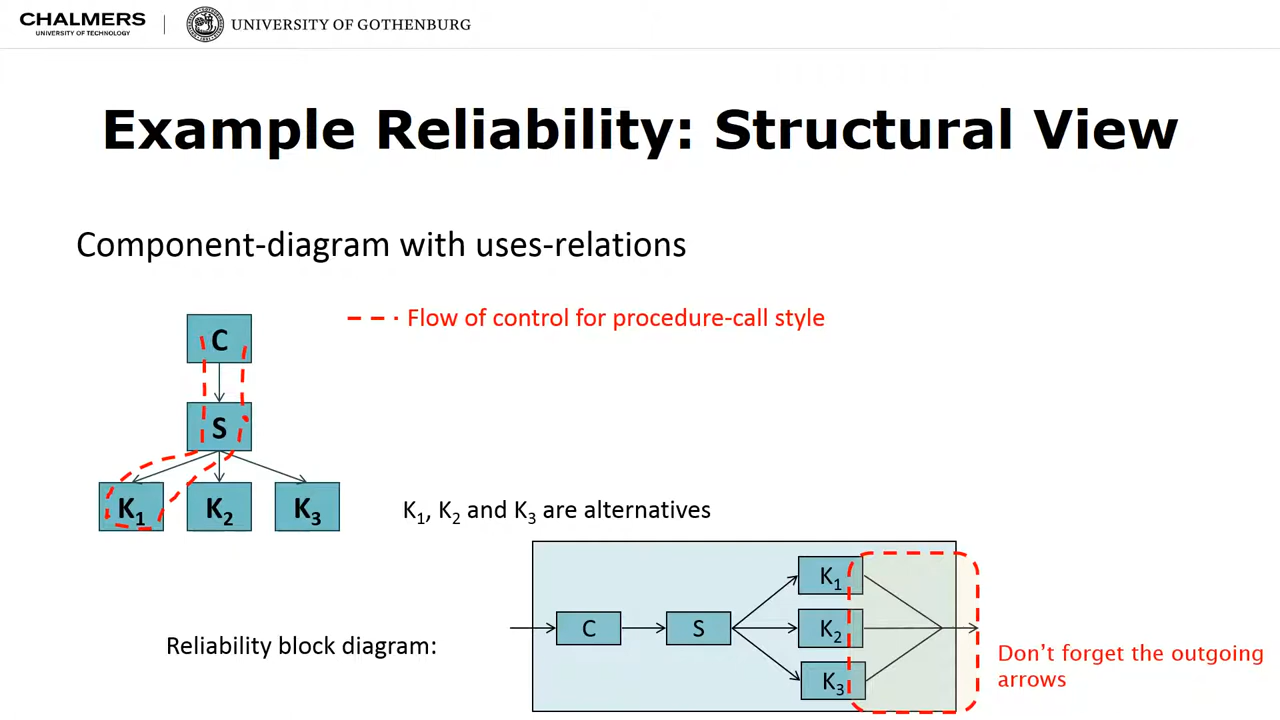 CHALMERS
UNIVERSITY OF TECHNOLOGY
UNIVERSITY OF GOTHENBURG
Example Reliability: Structural View
Component-diagram with uses-relations
Flow of control for procedure-call style
C
S
K1 K2 K3
K1, K2 and K3 are alternatives
Reliability block diagram:
C
S
K1
K2
K3
Don't forget the outgoing
arrows